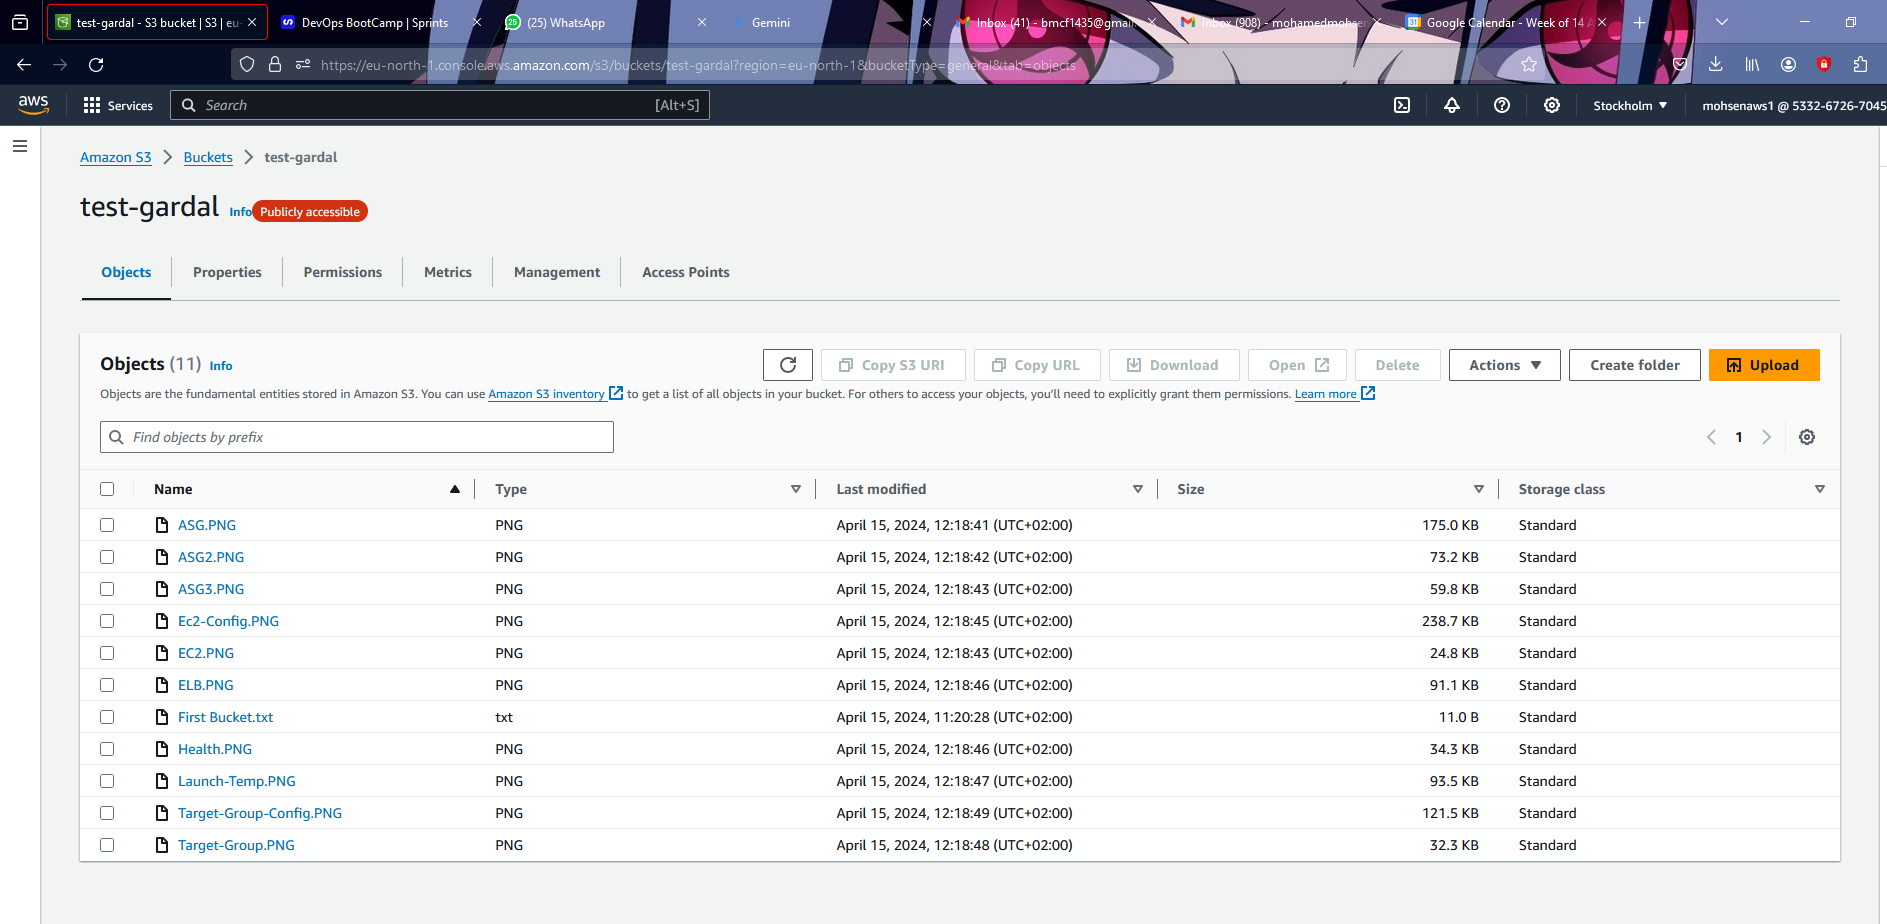 test-gardal - S3 bucket | S3 | eu-
DevOps BootCamp | Sprints
(25) WhatsApp
Gemini
Inbox (41) - bmcf1435@gmail.
Inbox (908) - mohamedmohsen
Google Calendar - Week of 14 A
https://eu-north-1.console.aws.amazon.com/s3/buckets/test-gardal?region=eu-north-1&bucketType=general&tab=objects
aws
Services
Search
[Alt+S]
Stockholm
mohsenaws1 @ 5332-6726-7045
Amazon S3 > Buckets > test-gardal
test-gardal Info Publicly accessible
Objects Properties Permissions Metrics Management Access Points
Objects (11) Info
Copy S3 URI Copy URL Download Open Delete Actions Create folder Upload
Objects are the fundamental entities stored in Amazon S3. You can use Amazon S3 inventory to get a list of all objects in your bucket. For others to access your objects, you'll need to explicitly grant them permissions. Learn more
Find objects by prefix
1
Name Type Last modified Size Storage class
ASG.PNG PNG April 15, 2024, 12:18:41 (UTC+02:00) 175.0 KB Standard
ASG2.PNG PNG April 15, 2024, 12:18:42 (UTC+02:00) 73.2 KB Standard
ASG3.PNG PNG April 15, 2024, 12:18:43 (UTC+02:00) 59.8 KB Standard
Ec2-Config.PNG PNG April 15, 2024, 12:18:45 (UTC+02:00) 238.7 KB Standard
EC2.PNG PNG April 15, 2024, 12:18:43 (UTC+02:00) 24.8 KB Standard
ELB.PNG PNG April 15, 2024, 12:18:46 (UTC+02:00) 91.1 KB Standard
First Bucket.txt txt April 15, 2024, 11:20:28 (UTC+02:00) 11.0 B Standard
Health.PNG PNG April 15, 2024, 12:18:46 (UTC+02:00) 34.3 KB Standard
Launch-Temp.PNG PNG April 15, 2024, 12:18:47 (UTC+02:00) 93.5 KB Standard
Target-Group-Config.PNG PNG April 15, 2024, 12:18:49 (UTC+02:00) 121.5 KB Standard
Target-Group.PNG PNG April 15, 2024, 12:18:48 (UTC+02:00) 32.3 KB Standard